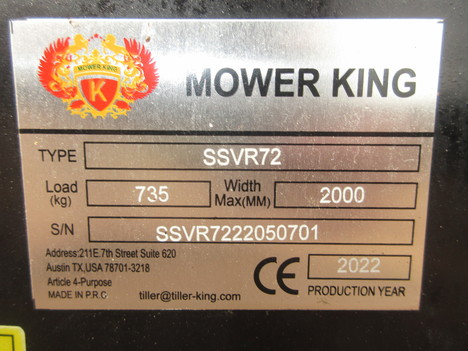 MOWER KING
K
MOWER KING
TYPE SSVR72
Load (kg) 735 Width Max(MM) 2000
S/N SSVR7222050701
Address:211E.7th Street Suite 620
Austin TX,USA 78701-3218
Article 4-Purpose
MADE IN P.R.C tiller@tiller-king.com
CE 2022
PRODUCTION YEAR